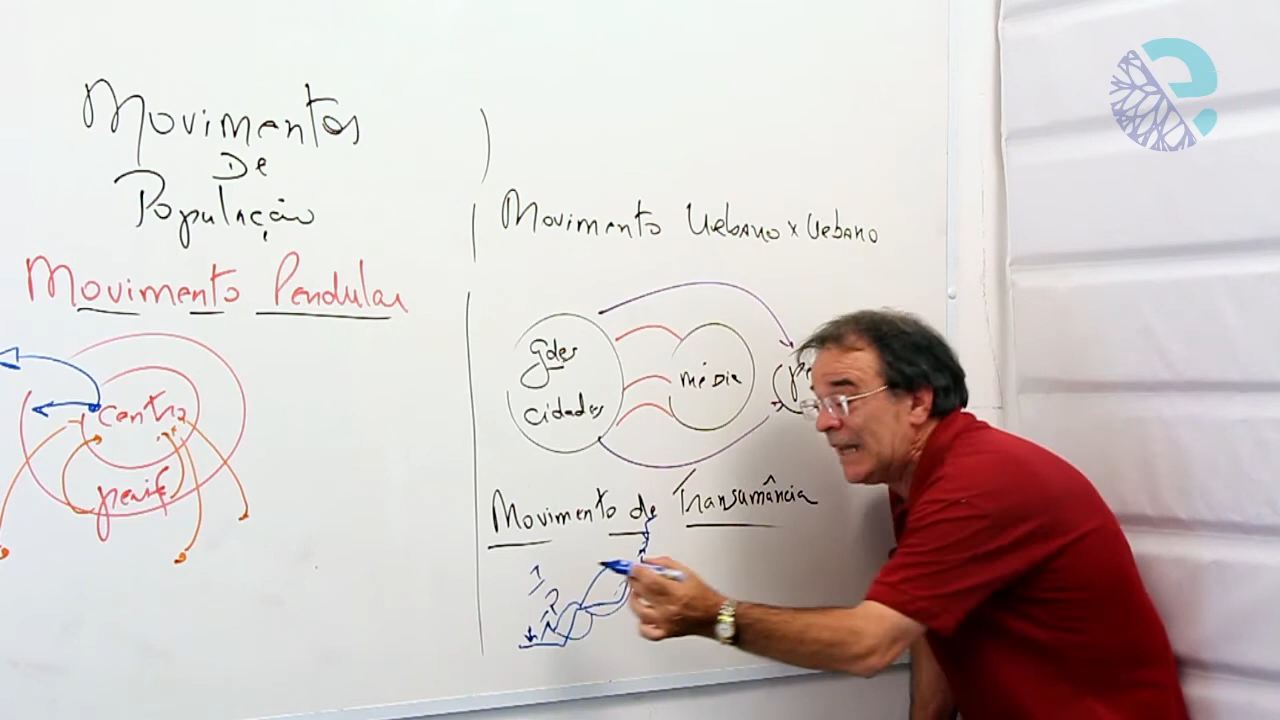 Movimentos
De
População
Movimento Pendular
centro
perif
Movimento Urbano x Urbano
gdes
cidades
média
Movimento de Transumância